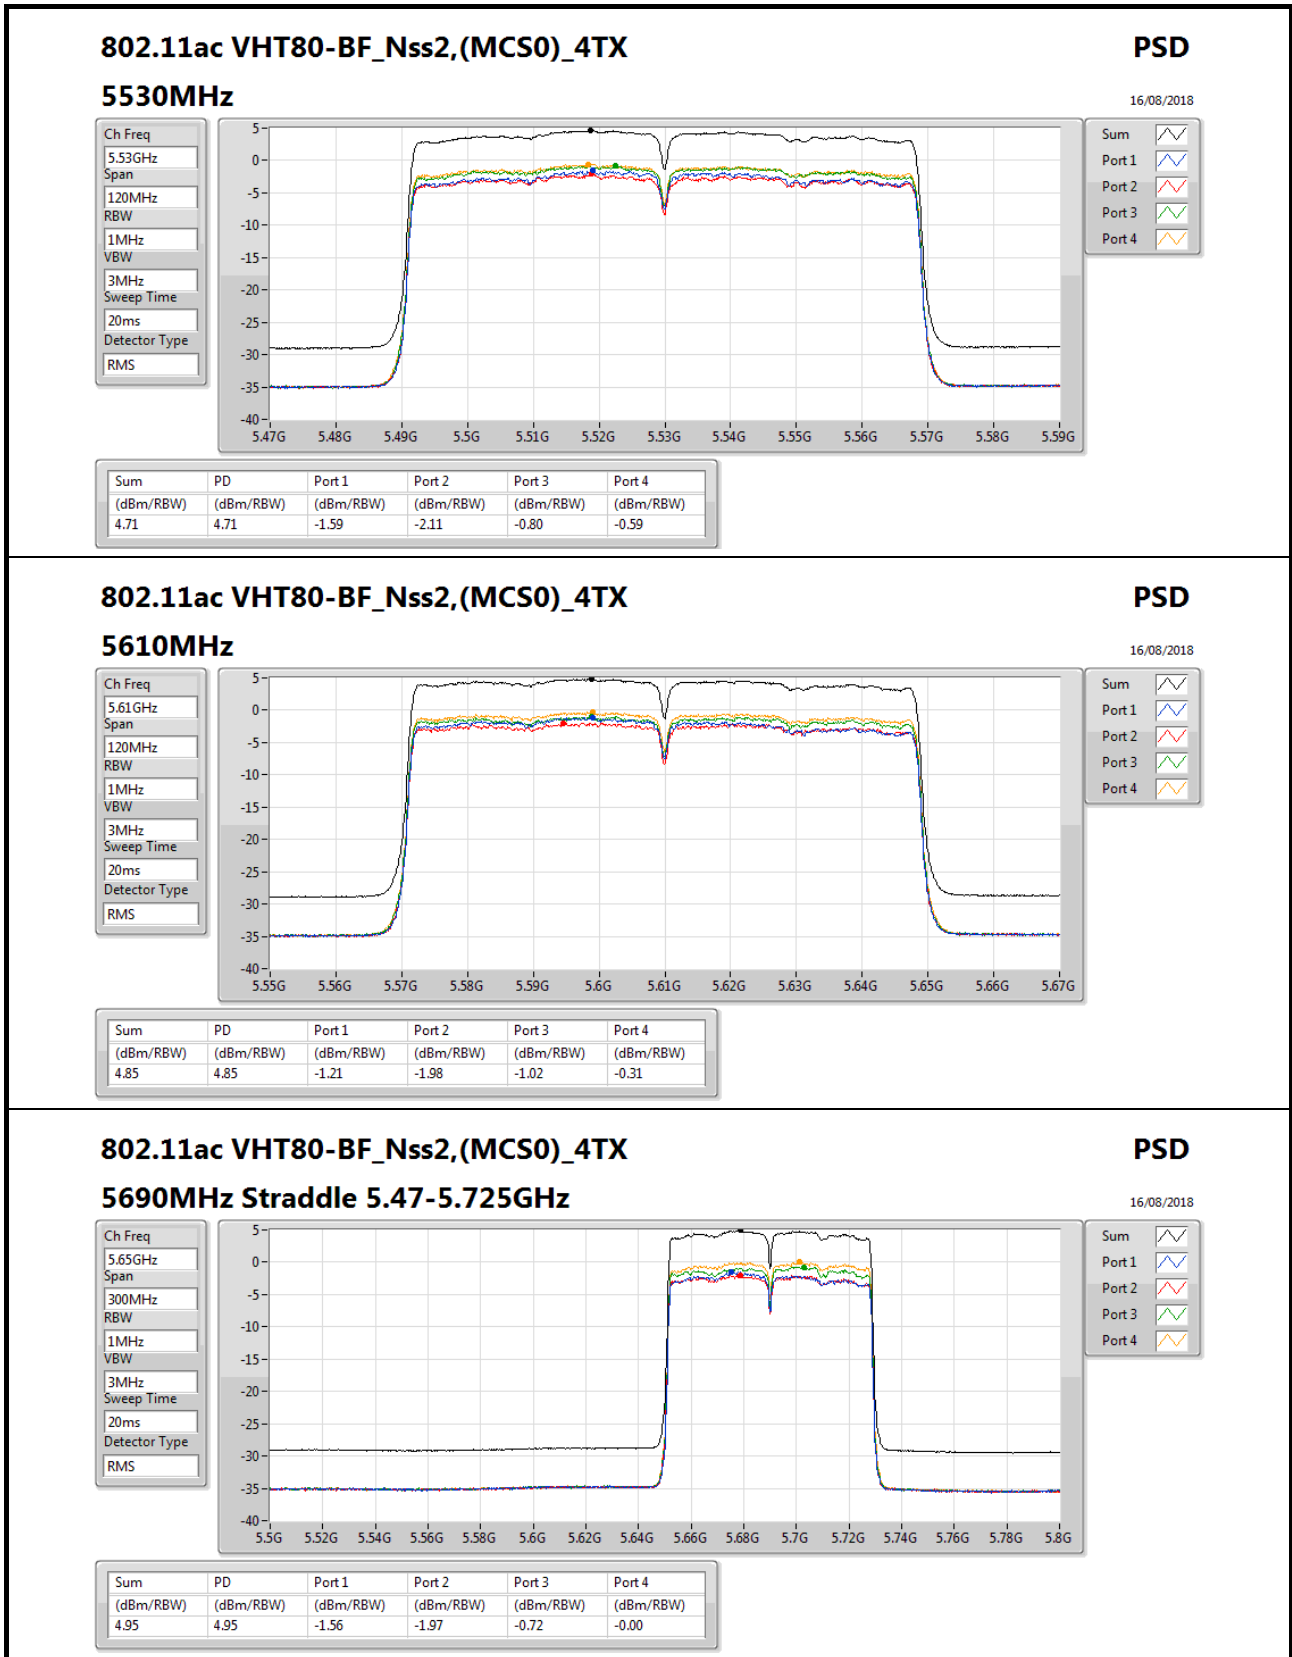 802.11ac VHT80-BF_Nss2,(MCS0)_4TX PSD
5530MHz 16/08/2018
Ch Freq
5.53GHz
Span
120MHz
RBW
1MHz
VBW
3MHz
Sweep Time
20ms
Detector Type
RMS
5
0
-5
-10
-15
-20
-25
-30
-35
-40
5.47G 5.48G 5.49G 5.5G 5.51G 5.52G 5.53G 5.54G 5.55G 5.56G 5.57G 5.58G 5.59G
Sum
Port 1
Port 2
Port 3
Port 4
Sum PD Port 1 Port 2 Port 3 Port 4
(dBm/RBW) (dBm/RBW) (dBm/RBW) (dBm/RBW) (dBm/RBW) (dBm/RBW)
4.71 4.71 -1.59 -2.11 -0.80 -0.59
802.11ac VHT80-BF_Nss2,(MCS0)_4TX PSD
5610MHz 16/08/2018
Ch Freq
5.61GHz
Span
120MHz
RBW
1MHz
VBW
3MHz
Sweep Time
20ms
Detector Type
RMS
5
0
-5
-10
-15
-20
-25
-30
-35
-40
5.55G 5.56G 5.57G 5.58G 5.59G 5.6G 5.61G 5.62G 5.63G 5.64G 5.65G 5.66G 5.67G
Sum
Port 1
Port 2
Port 3
Port 4
Sum PD Port 1 Port 2 Port 3 Port 4
(dBm/RBW) (dBm/RBW) (dBm/RBW) (dBm/RBW) (dBm/RBW) (dBm/RBW)
4.85 4.85 -1.21 -1.98 -1.02 -0.31
802.11ac VHT80-BF_Nss2,(MCS0)_4TX PSD
5690MHz Straddle 5.47-5.725GHz 16/08/2018
Ch Freq
5.65GHz
Span
300MHz
RBW
1MHz
VBW
3MHz
Sweep Time
20ms
Detector Type
RMS
5
0
-5
-10
-15
-20
-25
-30
-35
-40
5.5G 5.52G 5.54G 5.56G 5.58G 5.6G 5.62G 5.64G 5.66G 5.68G 5.7G 5.72G 5.74G 5.76G 5.78G 5.8G
Sum
Port 1
Port 2
Port 3
Port 4
Sum PD Port 1 Port 2 Port 3 Port 4
(dBm/RBW) (dBm/RBW) (dBm/RBW) (dBm/RBW) (dBm/RBW) (dBm/RBW)
4.95 4.95 -1.56 -1.97 -0.72 -0.00